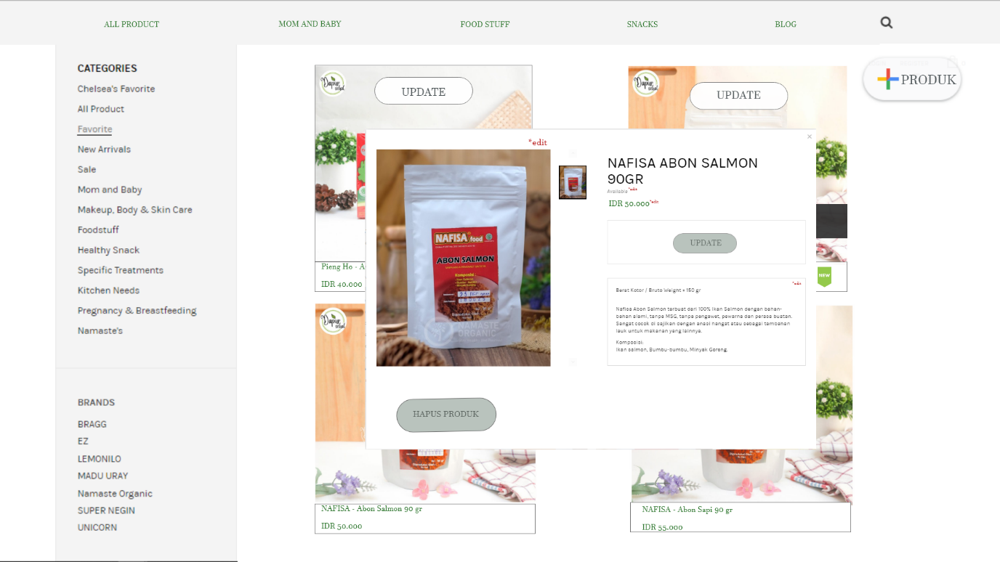 ALL PRODUCT
MOM AND BABY
FOOD STUFF
SNACKS
BLOG
CATEGORIES
Chelsea's Favorite
All Product
Favorite
New Arrivals
Sale
Mom and Baby
Makeup, Body & Skin Care
Foodstuff
Healthy Snack
Specific Treatments
Kitchen Needs
Pregnancy & Breastfeeding
Namaste's
BRANDS
BRAGG
EZ
LEMONILO
MADU URAY
Namaste Organic
SUPER NEGIN
UNICORN
PRODUK
Dapur
UPDATE
Dapur
UPDATE
Pieng Ho - A
IDR 40.000
NEW
*edit
×
NAFISA food
ABON SALMON
Komposisi :
NAMASTE
ORGANIC
NAFISA ABON SALMON
90GR
Available *edit
IDR 50.000 *edit
UPDATE
*edit
Berat Kotor / Bruto Weight ± 150 gr
Nafisa Abon Salmon terbuat dari 100% Ikan Salmon dengan bahan-
bahan alami, tanpa MSG, tanpa pengawet, pewarna dan perasa buatan.
Sangat cocok di sajikan dengan anasi hangat atau sebagai tambahan
lauk untuk makanan yang lainnya.
Komposisi:
Ikan salmon, Bumbu-bumbu, Minyak Goreng.
HAPUS PRODUK
Dapur
NAFISA - Abon Salmon 90 gr
IDR 50.000
NAFISA - Abon Sapi 90 gr
IDR 55.000